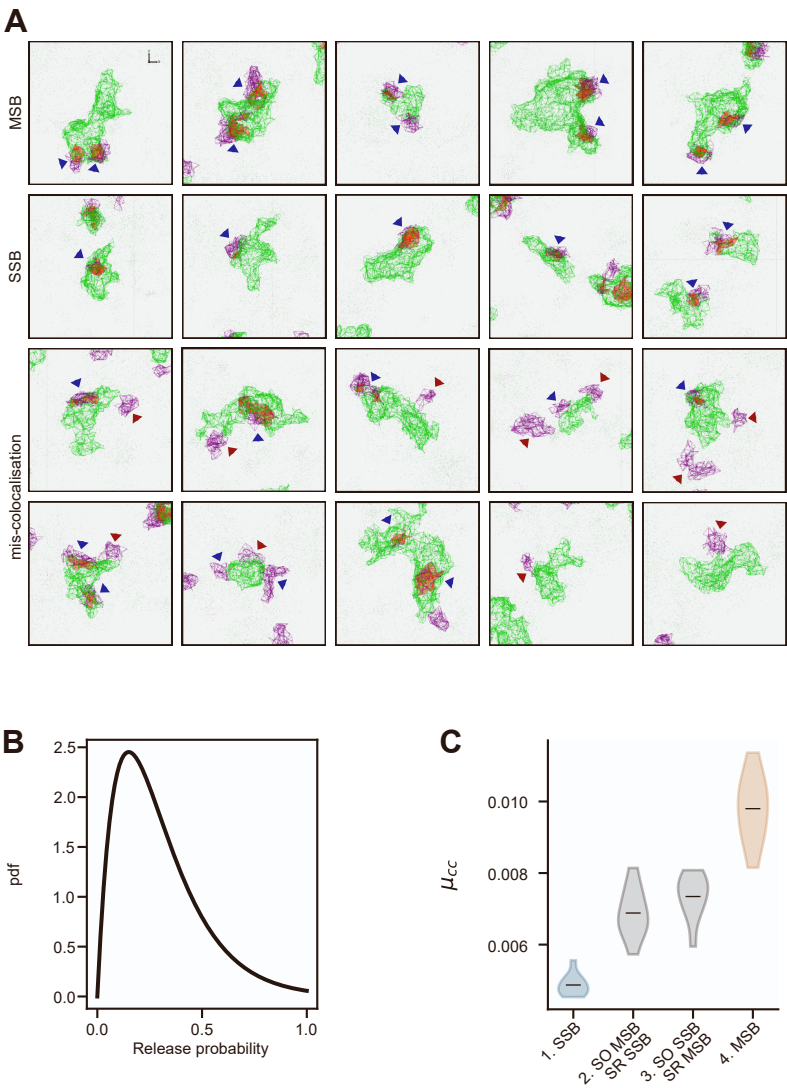 A
MSB
SSB
mis-colocalisation
B
2.5
2.0
1.5
1.0
0.5
0.0
pdf
0.0
0.5
1.0
Release probability
C
0.010
0.008
0.006
μcc
1. SSB
2. SO MSB
SR SSB
3. SO SSB
SR MSB
4. MSB